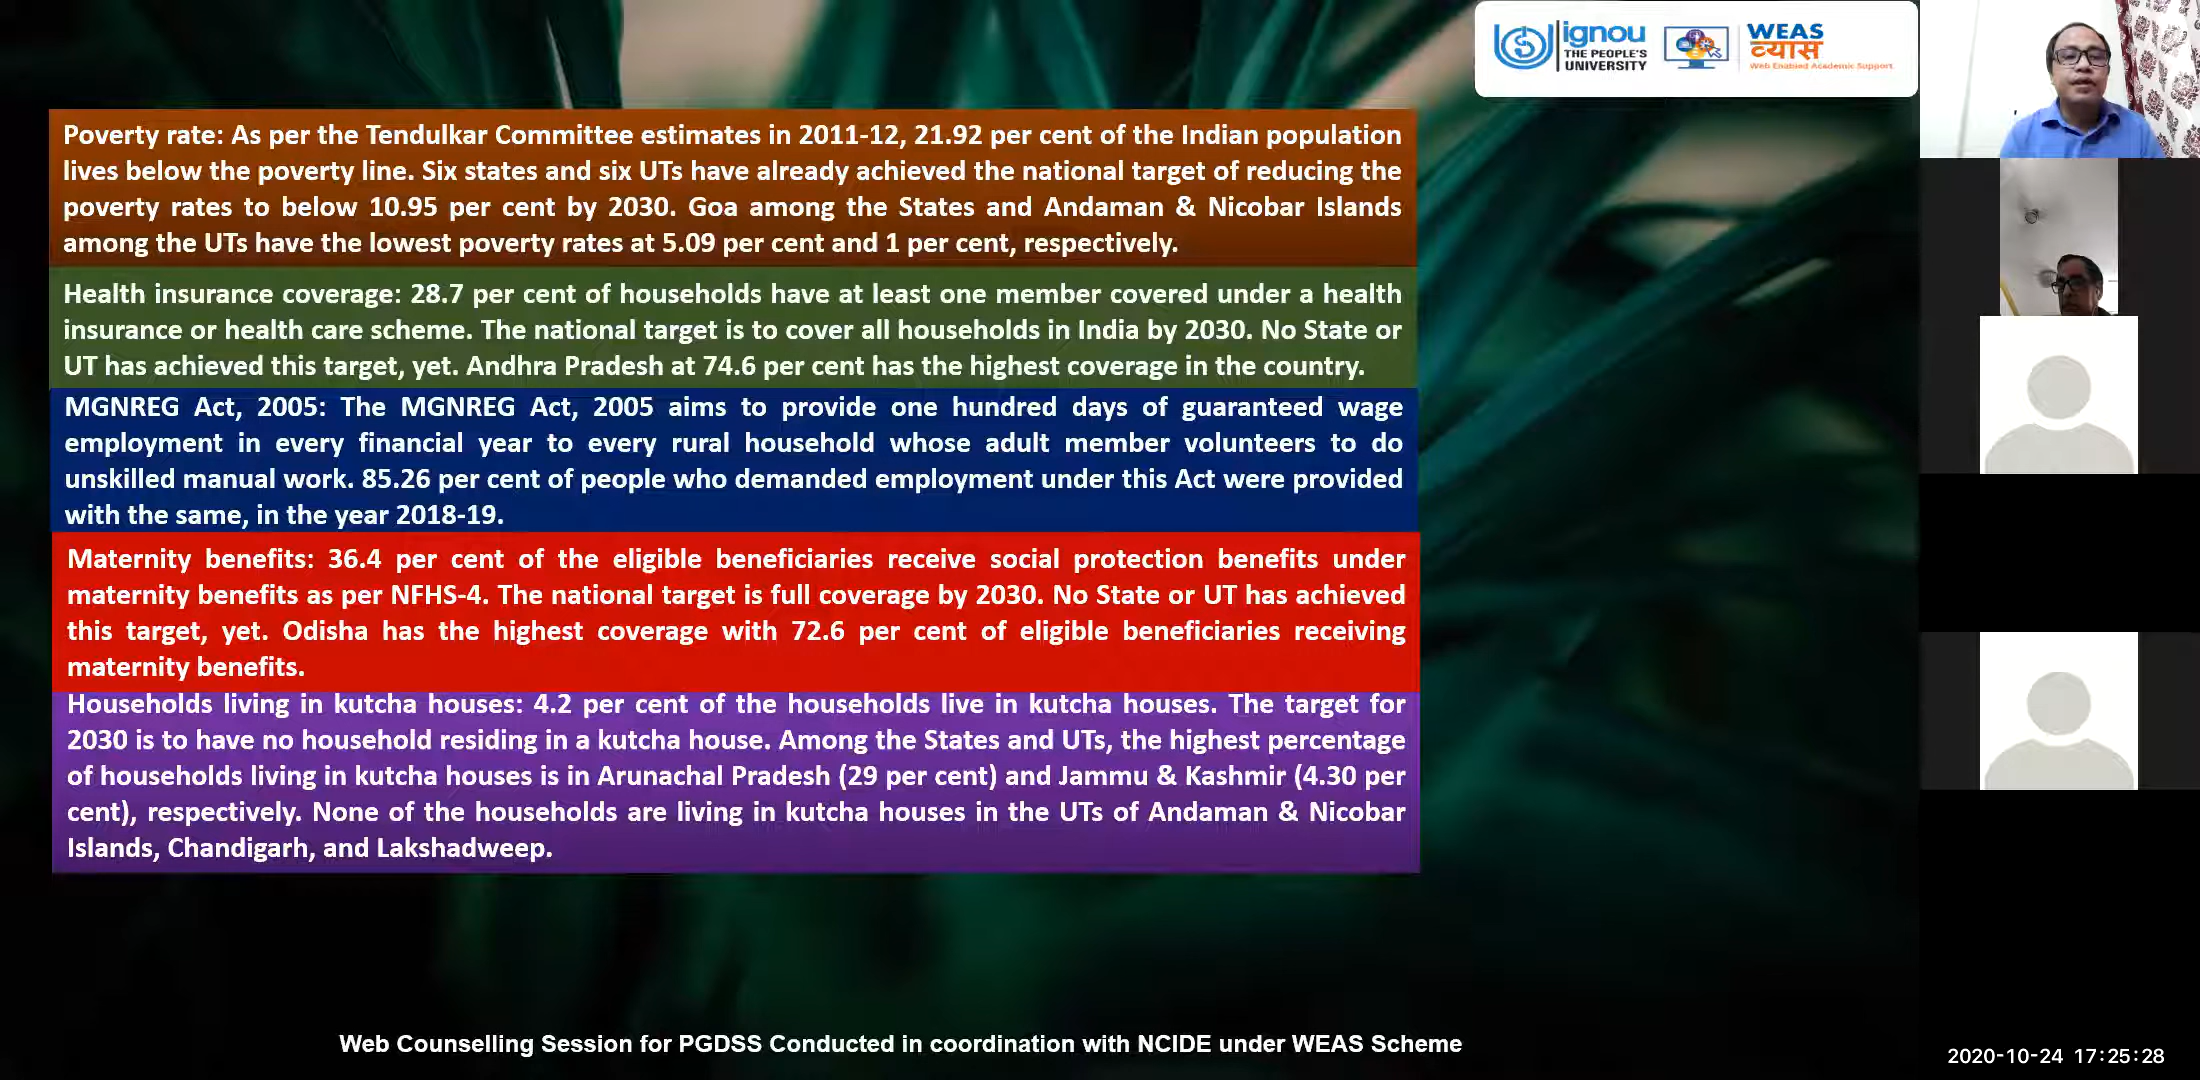 ignou
THE PEOPLE'S
UNIVERSITY
WEAS
व्यास
Web Enabled Academic Support
Poverty rate: As per the Tendulkar Committee estimates in 2011-12, 21.92 per cent of the Indian population
lives below the poverty line. Six states and six UTs have already achieved the national target of reducing the
poverty rates to below 10.95 per cent by 2030. Goa among the States and Andaman & Nicobar Islands
among the UTs have the lowest poverty rates at 5.09 per cent and 1 per cent, respectively.
Health insurance coverage: 28.7 per cent of households have at least one member covered under a health
insurance or health care scheme. The national target is to cover all households in India by 2030. No State or
UT has achieved this target, yet. Andhra Pradesh at 74.6 per cent has the highest coverage in the country.
MGNREG Act, 2005: The MGNREG Act, 2005 aims to provide one hundred days of guaranteed wage
employment in every financial year to every rural household whose adult member volunteers to do
unskilled manual work. 85.26 per cent of people who demanded employment under this Act were provided
with the same, in the year 2018-19.
Maternity benefits: 36.4 per cent of the eligible beneficiaries receive social protection benefits under
maternity benefits as per NFHS-4. The national target is full coverage by 2030. No State or UT has achieved
this target, yet. Odisha has the highest coverage with 72.6 per cent of eligible beneficiaries receiving
maternity benefits.
Households living in kutcha houses: 4.2 per cent of the households live in kutcha houses. The target for
2030 is to have no household residing in a kutcha house. Among the States and UTs, the highest percentage
of households living in kutcha houses is in Arunachal Pradesh (29 per cent) and Jammu & Kashmir (4.30 per
cent), respectively. None of the households are living in kutcha houses in the UTs of Andaman & Nicobar
Islands, Chandigarh, and Lakshadweep.
Web Counselling Session for PGDSS Conducted in coordination with NCIDE under WEAS Scheme
2020-10-24 17:25:28